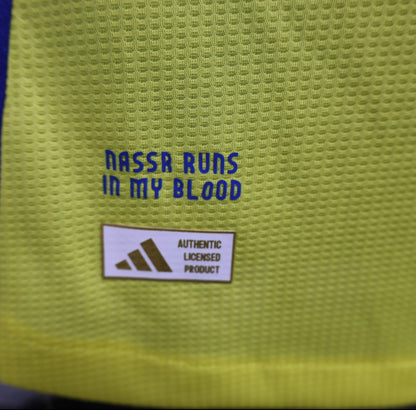 NASSR RUNS
IN MY BLOOD
AUTHENTIC
LICENSED
PRODUCT